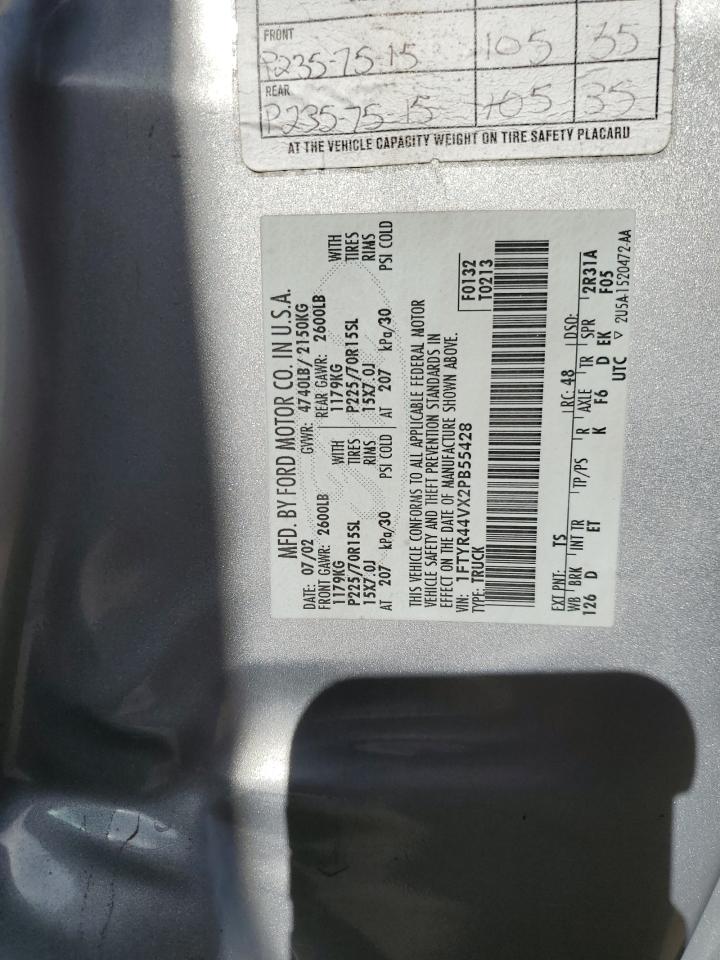 FRONT
P235-75-15 105 35
REAR
P235-75-15 105 35
AT THE VEHICLE CAPACITY WEIGHT ON TIRE SAFETY PLACARD
MFD. BY FORD MOTOR CO. IN U.S.A.
DATE: 07/02 GVWR: 4740LB/ 2150KG
FRONT GAWR: 2600LB REAR GAWR: 2600LB
1179KG WITH 1179KG WITH
P225/70R15SL TIRES P225/70R15SL TIRES
15X7.0J RIMS 15X7.0J RIMS
AT 207 kPa/30 PSI COLD AT 207 kPa/30 PSI COLD
THIS VEHICLE CONFORMS TO ALL APPLICABLE FEDERAL MOTOR
VEHICLE SAFETY AND THEFT PREVENTION STANDARDS IN
EFFECT ON THE DATE OF MANUFACTURE SHOWN ABOVE.
VIN: 1FTYR44VX2PB55428 F0132
TYPE: TRUCK T0213
EXT PNT: TS RC: 48 DSO:
WB BRK INT TR TP/PS R AXLE TR SPR 2R31A
126 D ET K F6 D EK F05
UTC ▽ 2U5A-1520472-AA